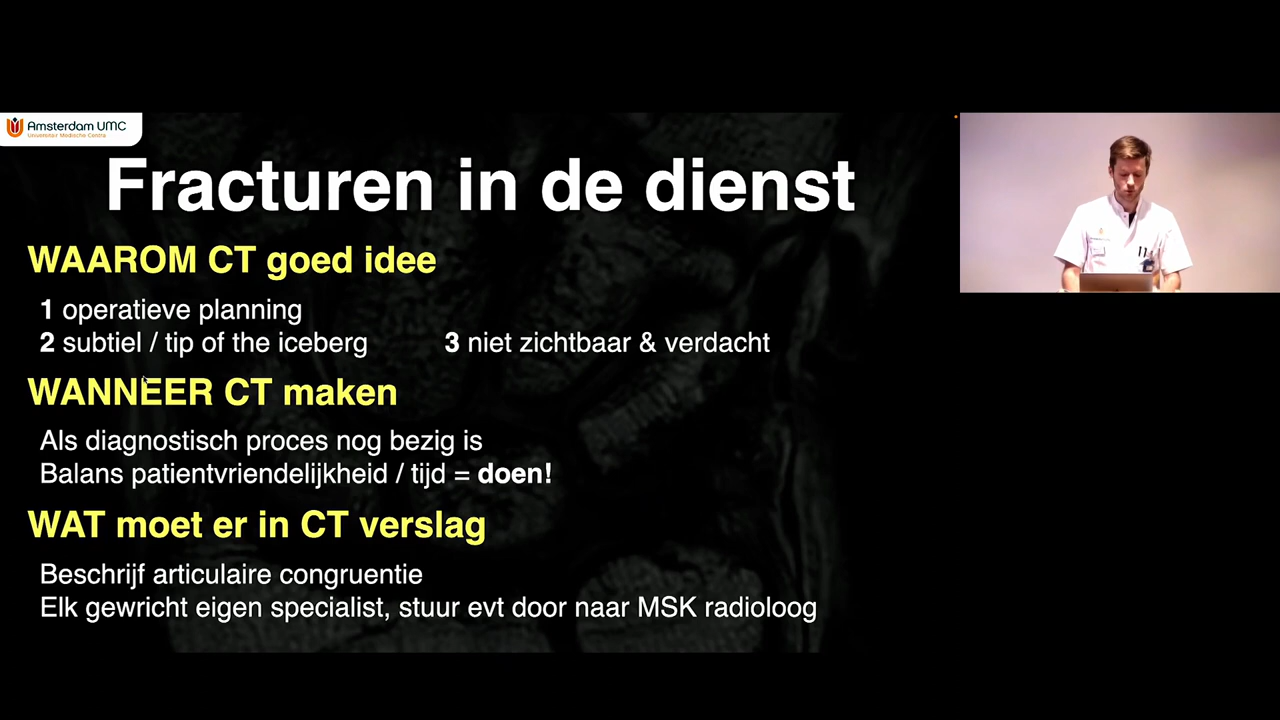 Amsterdam UMC
Universitair Medische Centra
Fracturen in de dienst
WAAROM CT goed idee
1 operatieve planning
2 subtiel / tip of the iceberg 3 niet zichtbaar & verdacht
WANNEER CT maken
Als diagnostisch proces nog bezig is
Balans patientvriendelijkheid / tijd = doen!
WAT moet er in CT verslag
Beschrijf articulaire congruentie
Elk gewricht eigen specialist, stuur evt door naar MSK radioloog